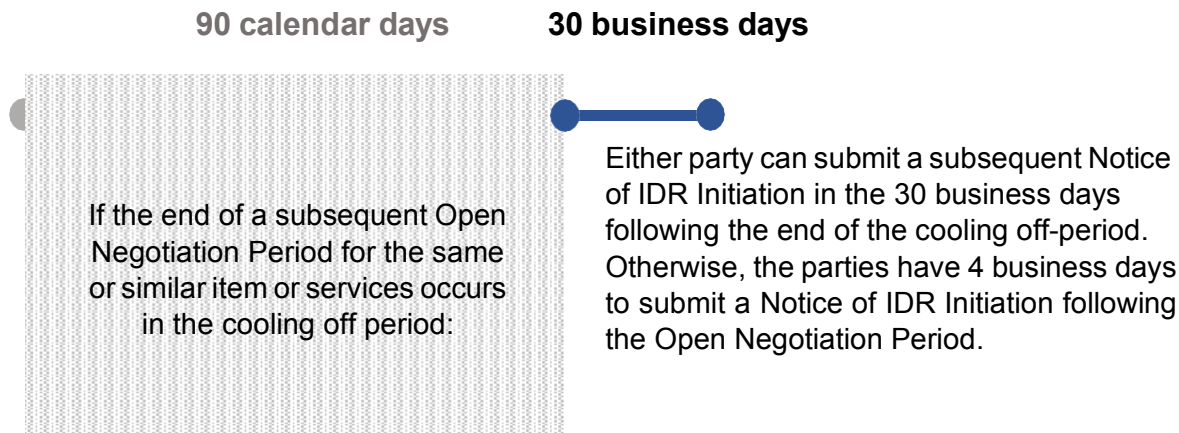 90 calendar days
30 business days
If the end of a subsequent Open
Negotiation Period for the same
or similar item or services occurs
in the cooling off period:
Either party can submit a subsequent Notice
of IDR Initiation in the 30 business days
following the end of the cooling off-period.
Otherwise, the parties have 4 business days
to submit a Notice of IDR Initiation following
the Open Negotiation Period.